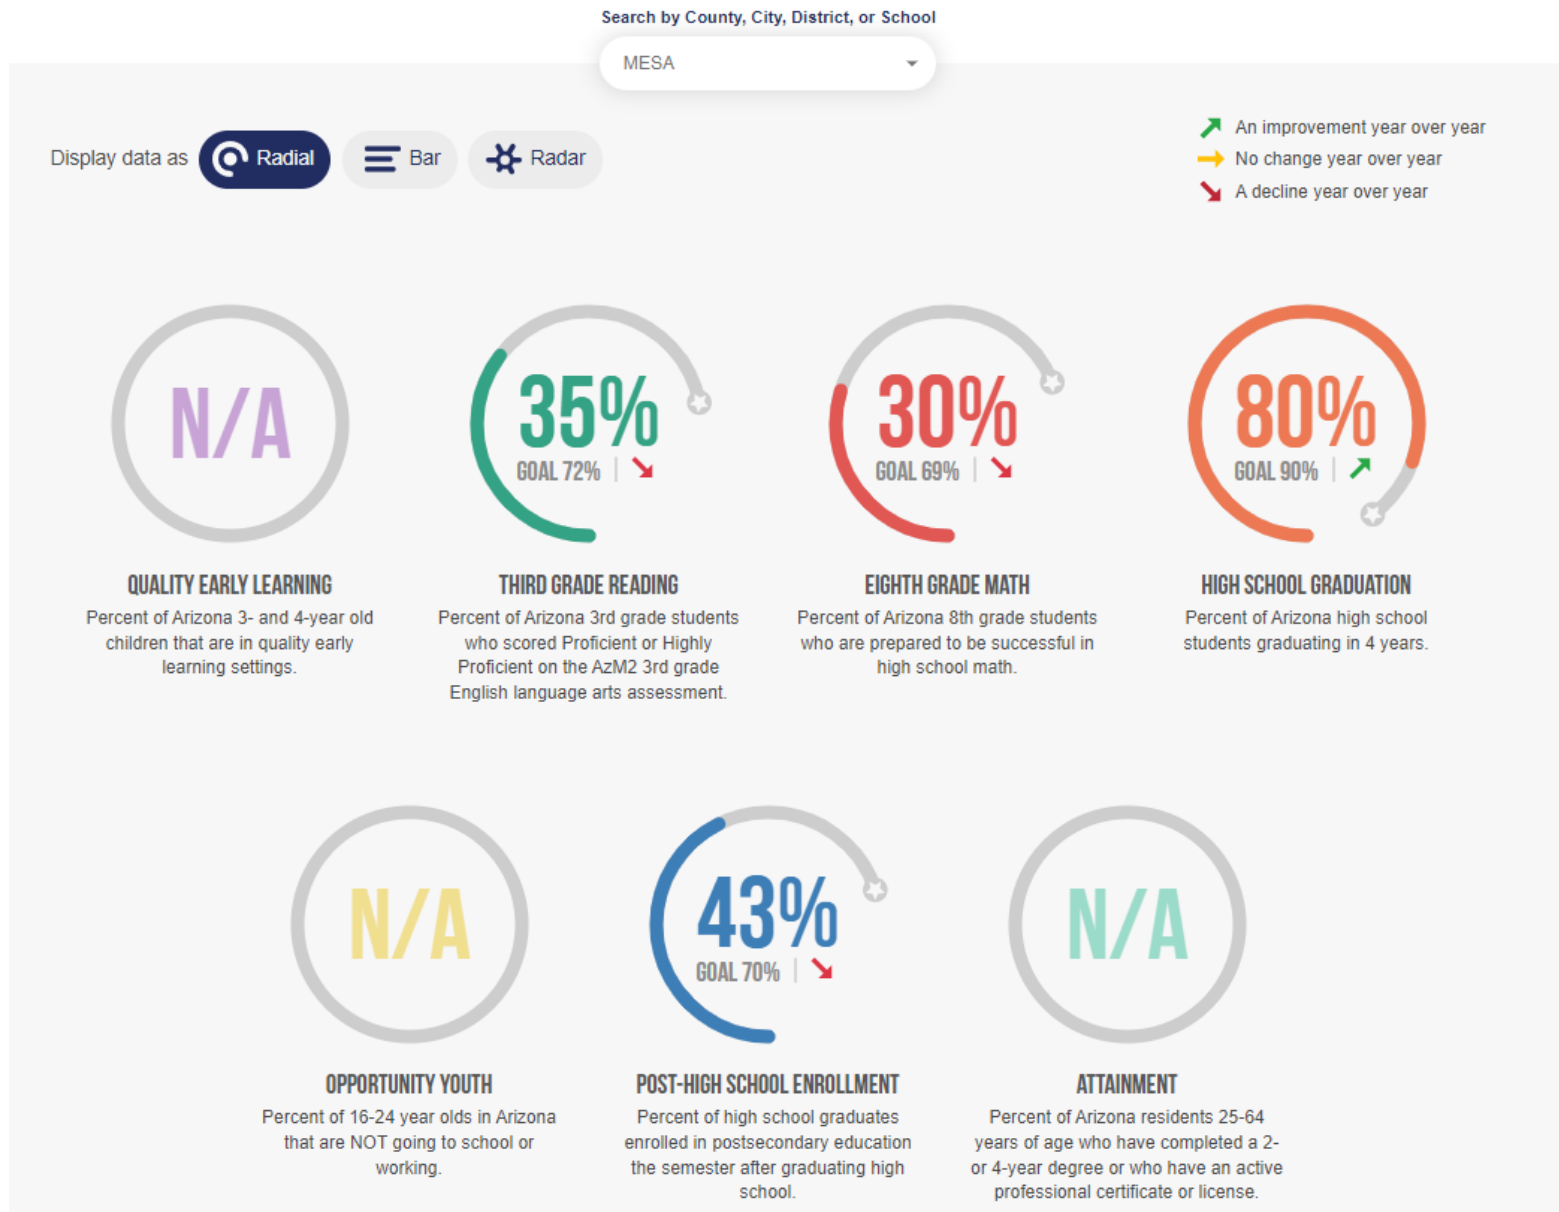 Search by County, City, District, or School
MESA
Display data as
Radial
Bar
Radar
An improvement year over year
No change year over year
A decline year over year
N/A
QUALITY EARLY LEARNING
Percent of Arizona 3- and 4-year old
children that are in quality early
learning settings.
35%
GOAL 72%
THIRD GRADE READING
Percent of Arizona 3rd grade students
who scored Proficient or Highly
Proficient on the AzM2 3rd grade
English language arts assessment.
30%
GOAL 69%
EIGHTH GRADE MATH
Percent of Arizona 8th grade students
who are prepared to be successful in
high school math.
80%
GOAL 90%
HIGH SCHOOL GRADUATION
Percent of Arizona high school
students graduating in 4 years.
N/A
OPPORTUNITY YOUTH
Percent of 16-24 year olds in Arizona
that are NOT going to school or
working.
43%
GOAL 70%
POST-HIGH SCHOOL ENROLLMENT
Percent of high school graduates
enrolled in postsecondary education
the semester after graduating high
school.
N/A
ATTAINMENT
Percent of Arizona residents 25-64
years of age who have completed a 2-
or 4-year degree or who have an active
professional certificate or license.